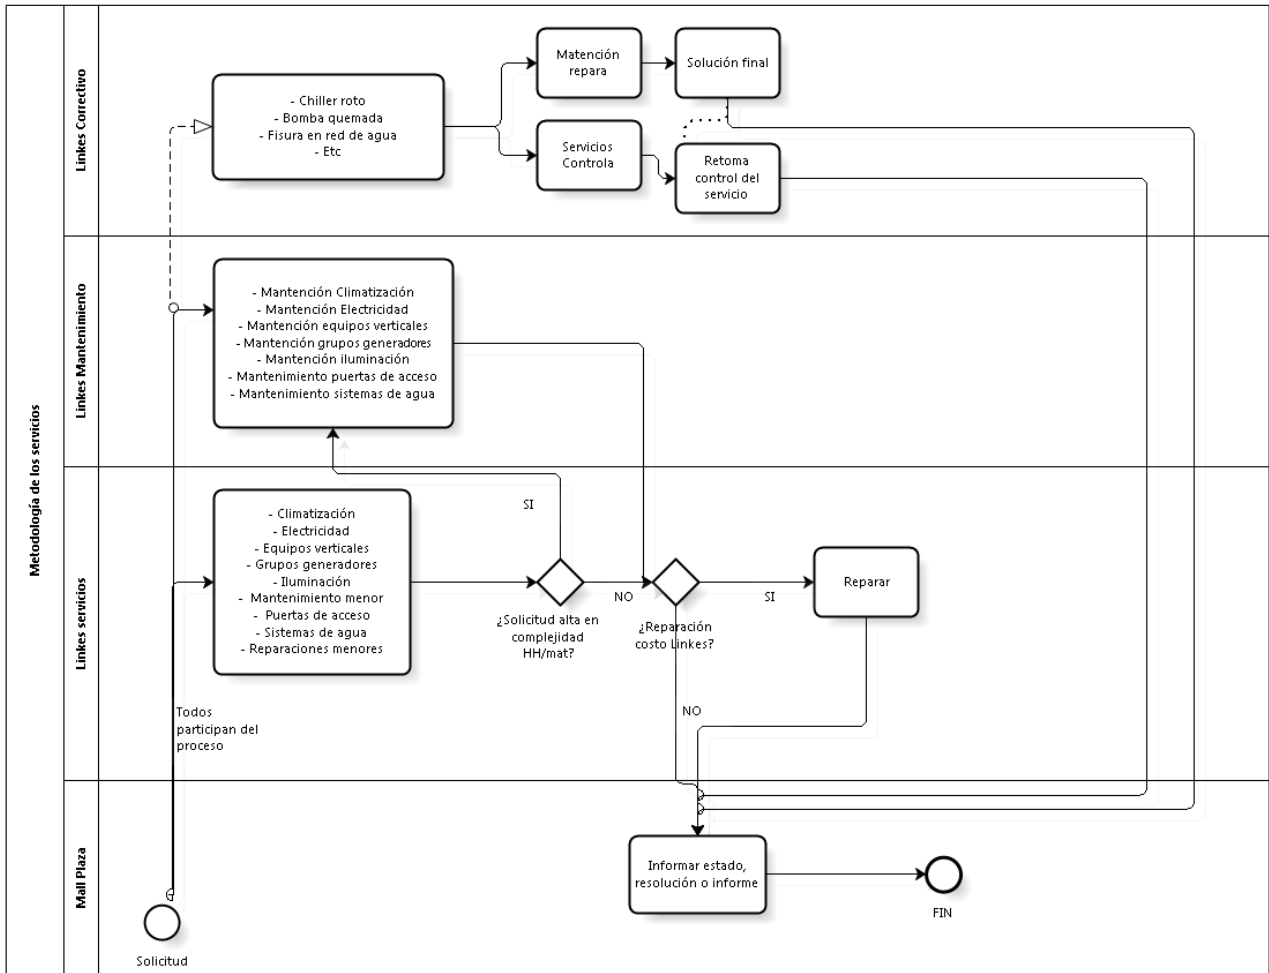 Metodología de los servicios
Linkes Correctivo
- Chiller roto
- Bomba quemada
- Fisura en red de agua
- Etc
Matención
repara
Solución final
Servicios
Controla
Retoma
control del
servicio
Linkes Mantenimiento
- Mantención Climatización
- Mantención Electricidad
- Mantención equipos verticales
- Mantención grupos generadores
- Mantención iluminación
- Mantenimiento puertas de acceso
- Mantenimiento sistemas de agua
Linkes servicios
- Climatización
- Electricidad
- Equipos verticales
- Grupos generadores
- Iluminación
- Mantenimiento menor
- Puertas de acceso
- Sistemas de agua
- Reparaciones menores
SI
¿Solicitud alta en
complejidad
HH/mat?
NO
¿Reparación
costo Linkes?
SI
Reparar
NO
Todos
participan del
proceso
Mall Plaza
Solicitud
Informar estado,
resolución o informe
FIN